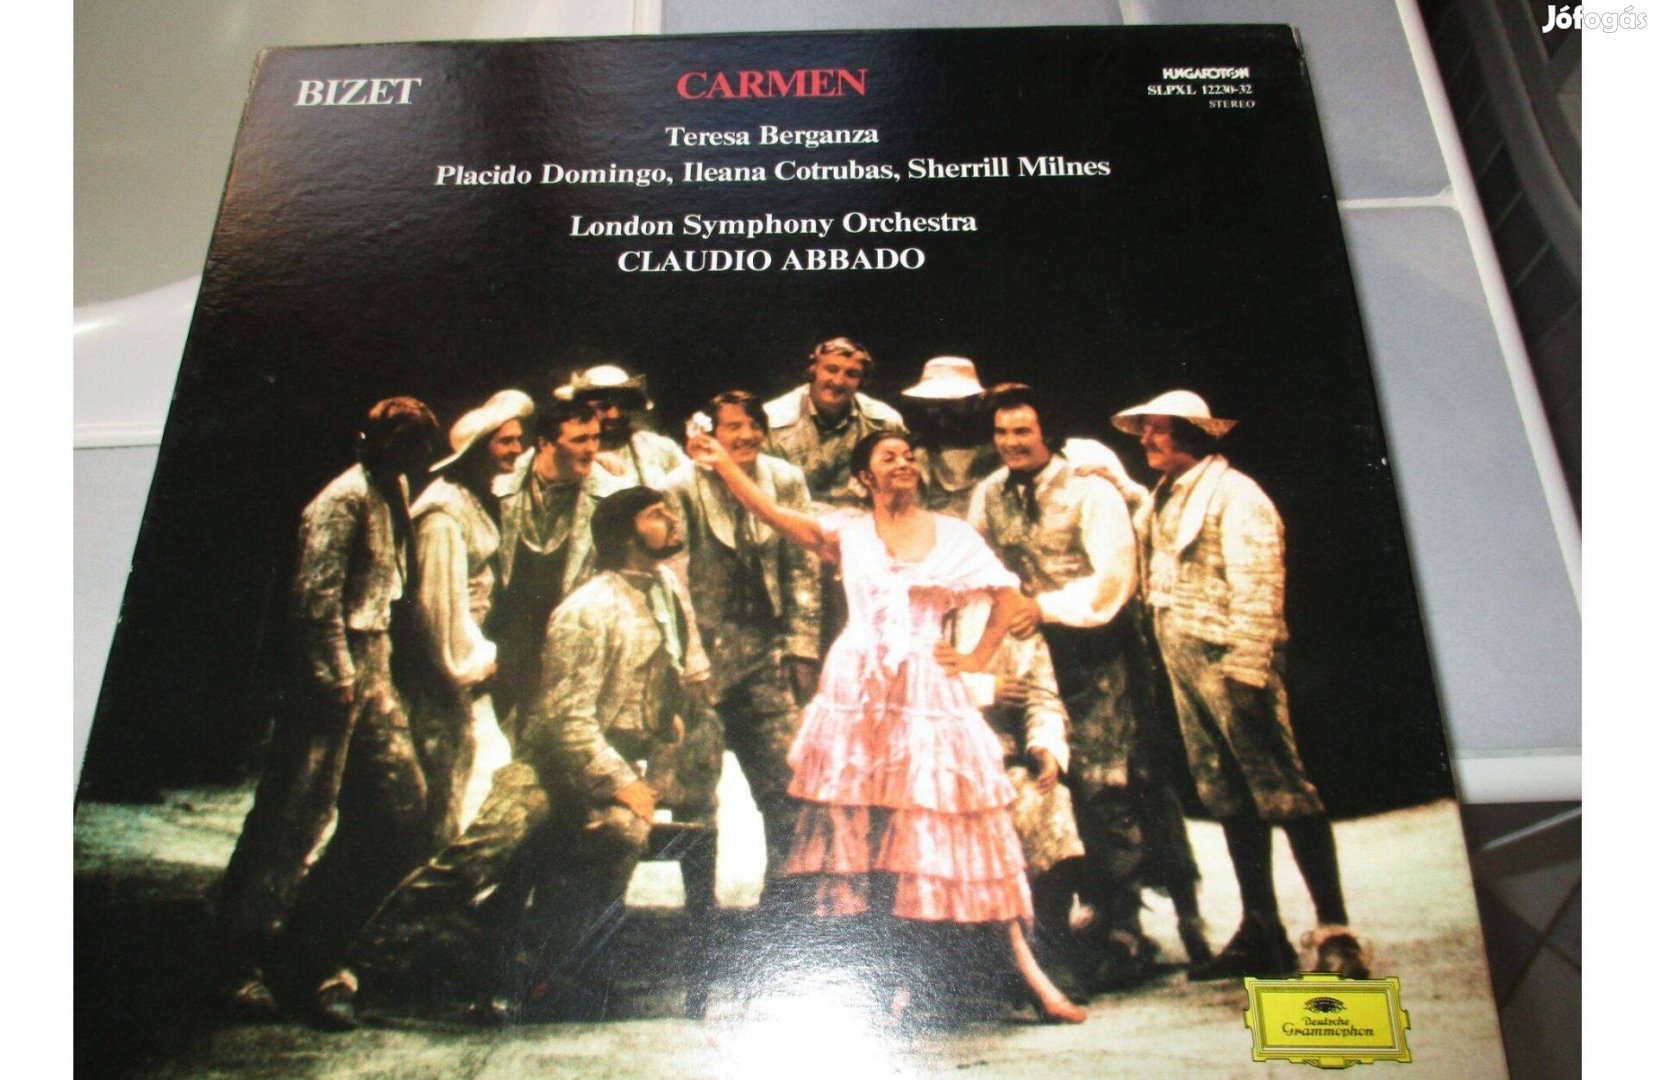 Jófogás
BIZET
CARMEN
HUNGAROTON
SLPXL 12230-32
STEREO
Teresa Berganza
Placido Domingo, Ileana Cotrubas, Sherrill Milnes
London Symphony Orchestra
CLAUDIO ABBADO
Deutsche
Grammophon